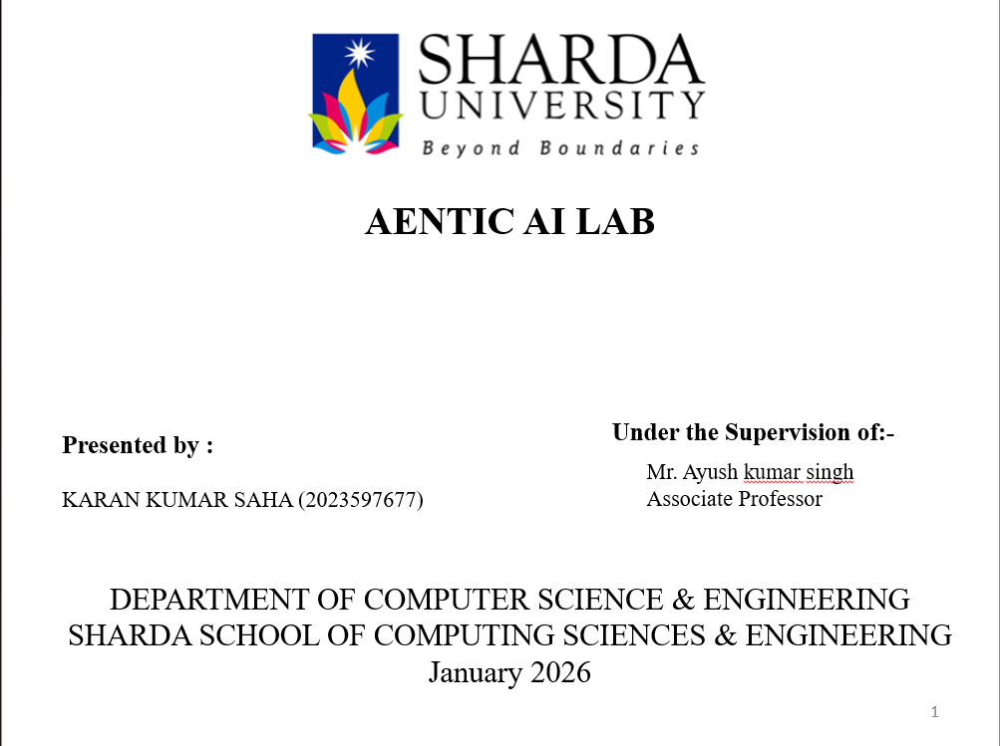 SHARDA
UNIVERSITY
Beyond Boundaries
AENTIC AI LAB
Presented by :
KARAN KUMAR SAHA (2023597677)
Under the Supervision of:-
Mr. Ayush kumar singh
Associate Professor
DEPARTMENT OF COMPUTER SCIENCE & ENGINEERING
SHARDA SCHOOL OF COMPUTING SCIENCES & ENGINEERING
January 2026
1